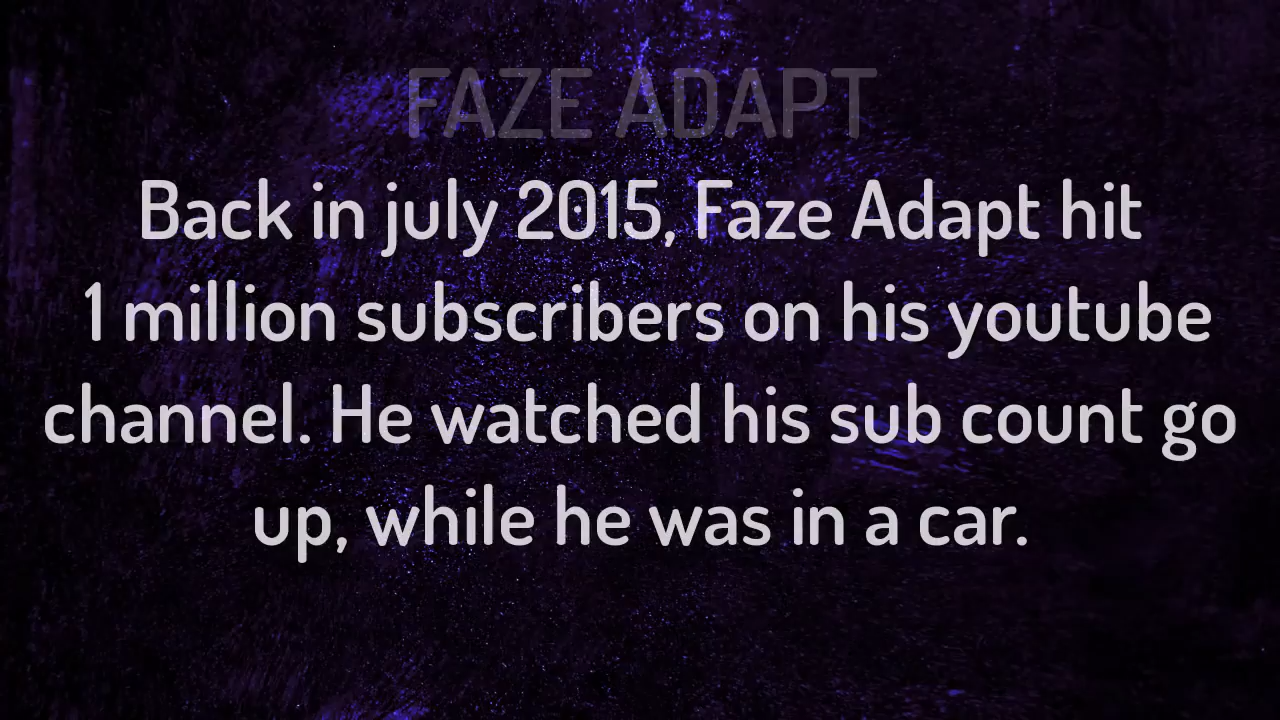 FAZE ADAPT
Back in july 2015, Faze Adapt hit
1 million subscribers on his youtube
channel. He watched his sub count go
up, while he was in a car.